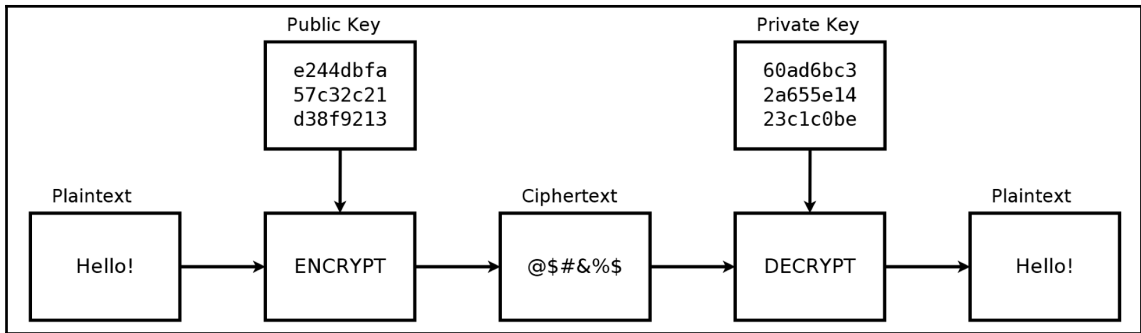 Public Key
e244dbfa
57c32c21
d38f9213
Private Key
60ad6bc3
2a655e14
23c1c0be
Plaintext
Hello!
ENCRYPT
Ciphertext
@$#&%$
DECRYPT
Plaintext
Hello!